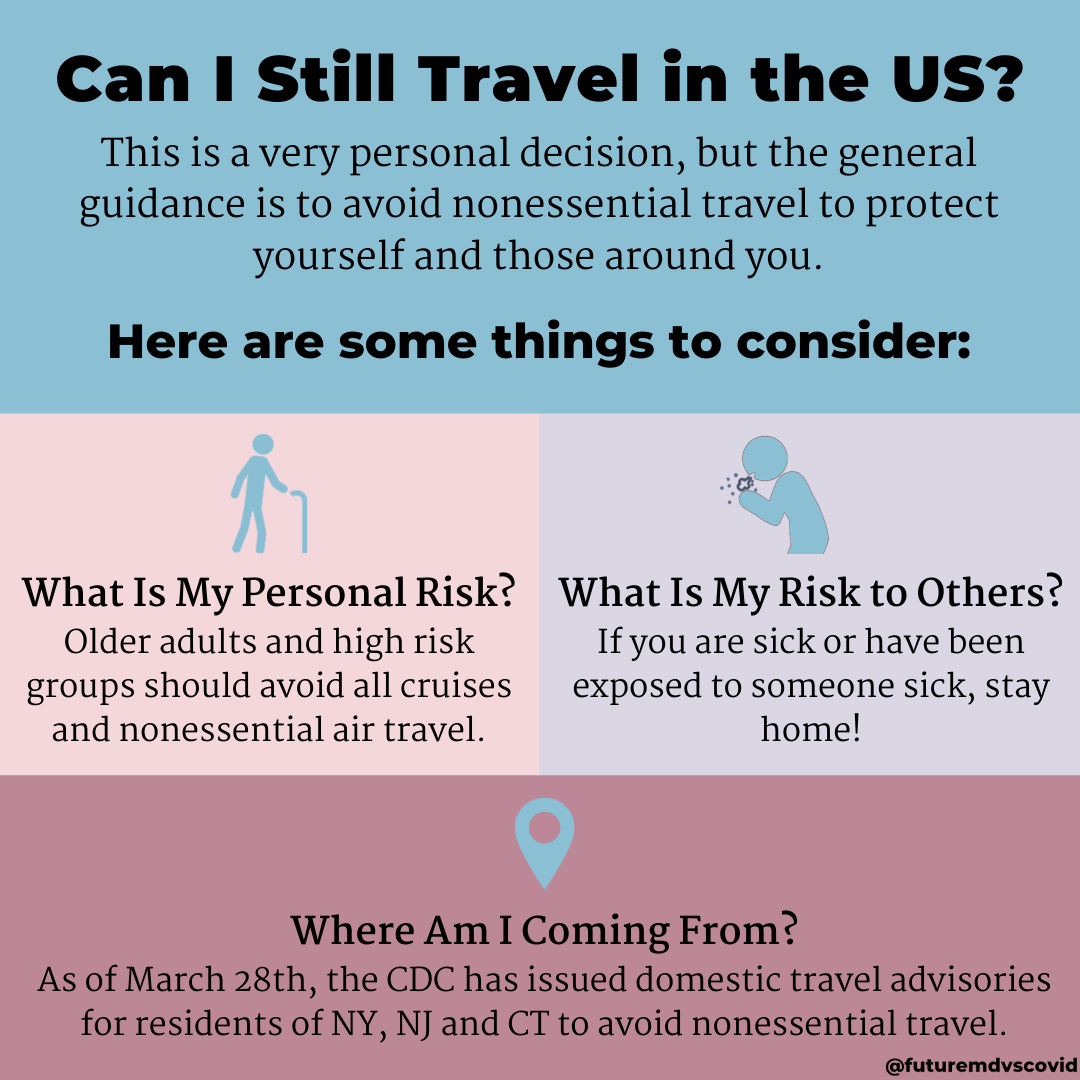 Can I Still Travel in the US?
This is a very personal decision, but the general
guidance is to avoid nonessential travel to protect
yourself and those around you.
Here are some things to consider:
What Is My Personal Risk?
Older adults and high risk
groups should avoid all cruises
and nonessential air travel.
What Is My Risk to Others?
If you are sick or have been
exposed to someone sick, stay
home!
Where Am I Coming From?
As of March 28th, the CDC has issued domestic travel advisories
for residents of NY, NJ and CT to avoid nonessential travel.
@futuremdvscovid